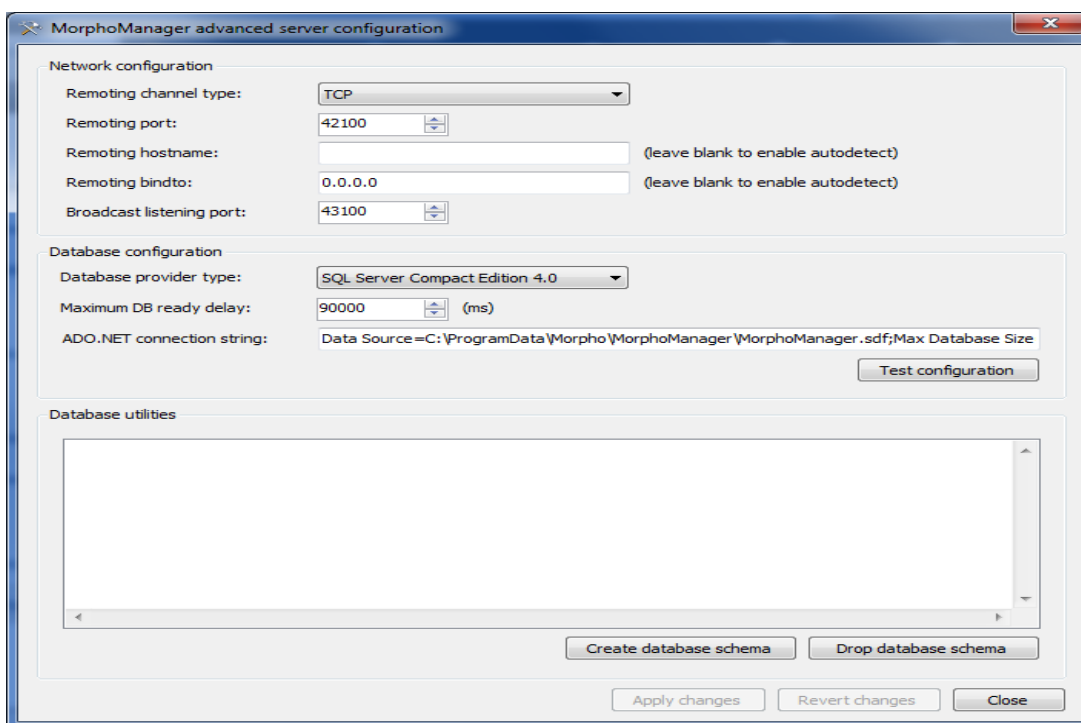 MorphoManager advanced server configuration
Network configuration
Remoting channel type: TCP
Remoting port: 42100
Remoting hostname: (leave blank to enable autodetect)
Remoting bindto: 0.0.0.0 (leave blank to enable autodetect)
Broadcast listening port: 43100
Database configuration
Database provider type: SQL Server Compact Edition 4.0
Maximum DB ready delay: 90000 (ms)
ADO.NET connection string: Data Source=C:\ProgramData\Morpho\MorphoManager\MorphoManager.sdf;Max Database Size
Test configuration
Database utilities
Create database schema Drop database schema
Apply changes Revert changes Close